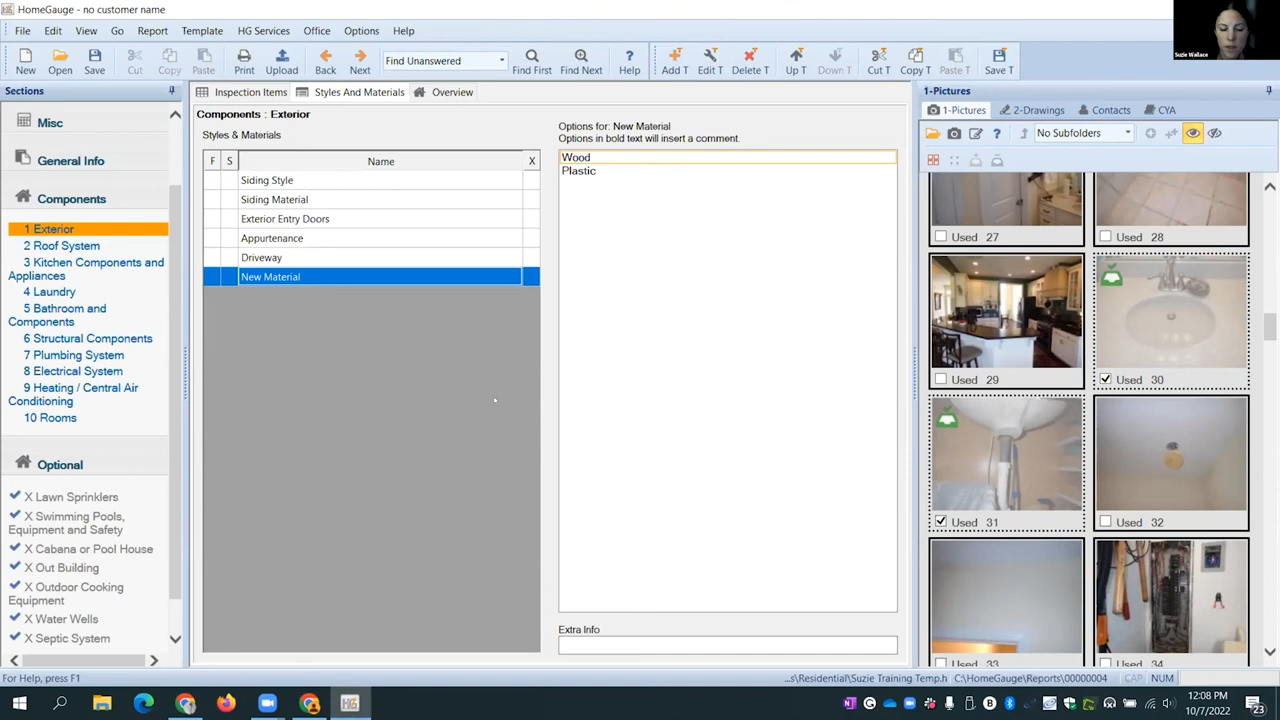 HomeGauge - no customer name
File Edit View Go Report Template HG Services Office Options Help
New Open Save Cut Copy Paste Print Upload Back Next Find Unanswered Find First Find Next Help Add T Edit T Delete T Up T Down T Cut T Copy T Paste T Save T
Suzie Wallace
Sections
Misc
General Info
Components
1 Exterior
2 Roof System
3 Kitchen Components and
Appliances
4 Laundry
5 Bathroom and
Components
6 Structural Components
7 Plumbing System
8 Electrical System
9 Heating / Central Air
Conditioning
10 Rooms
Optional
X Lawn Sprinklers
X Swimming Pools,
Equipment and Safety
X Cabana or Pool House
X Out Building
X Outdoor Cooking
Equipment
X Water Wells
X Septic System
Inspection Items Styles And Materials Overview
Components : Exterior
Styles & Materials
F S Name X
Siding Style
Siding Material
Exterior Entry Doors
Appurtenance
Driveway
New Material
Options for: New Material
Options in bold text will insert a comment.
Wood
Plastic
Extra Info
1-Pictures
1-Pictures 2-Drawings Contacts CYA
No Subfolders
Used 27 Used 28
Used 29 Used 30
Used 31 Used 32
Used 33 Used 34
For Help, press F1
...s\Residential\Suzie Training Temp.h C:\HomeGauge\Reports\00000004 CAP NUM
12:08 PM
10/7/2022
23